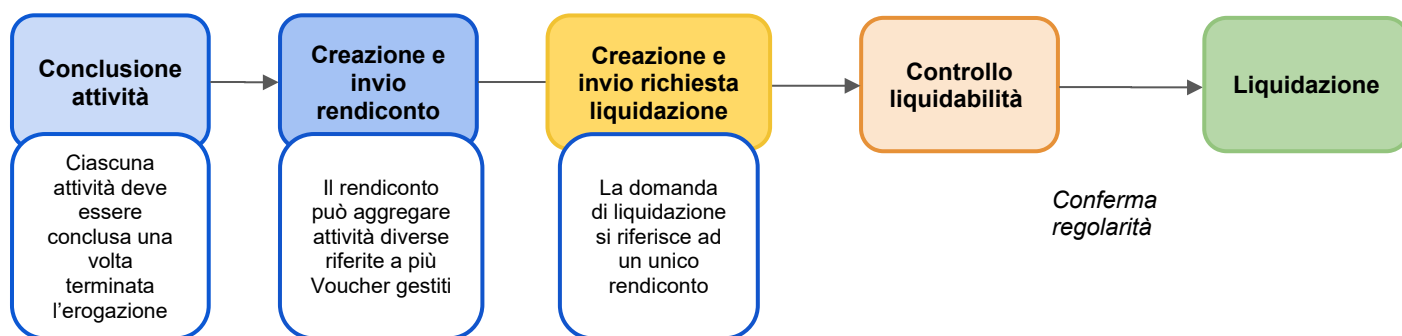 Conclusione
attività
Creazione e
invio
rendiconto
Creazione e
invio richiesta
liquidazione
Controllo
liquidabilità
Liquidazione
Ciascuna
attività deve
essere
conclusa una
volta
terminata
l’erogazione
Il rendiconto
può aggregare
attività diverse
riferite a più
Voucher gestiti
La domanda
di liquidazione
si riferisce ad
un unico
rendiconto
Conferma
regolarità